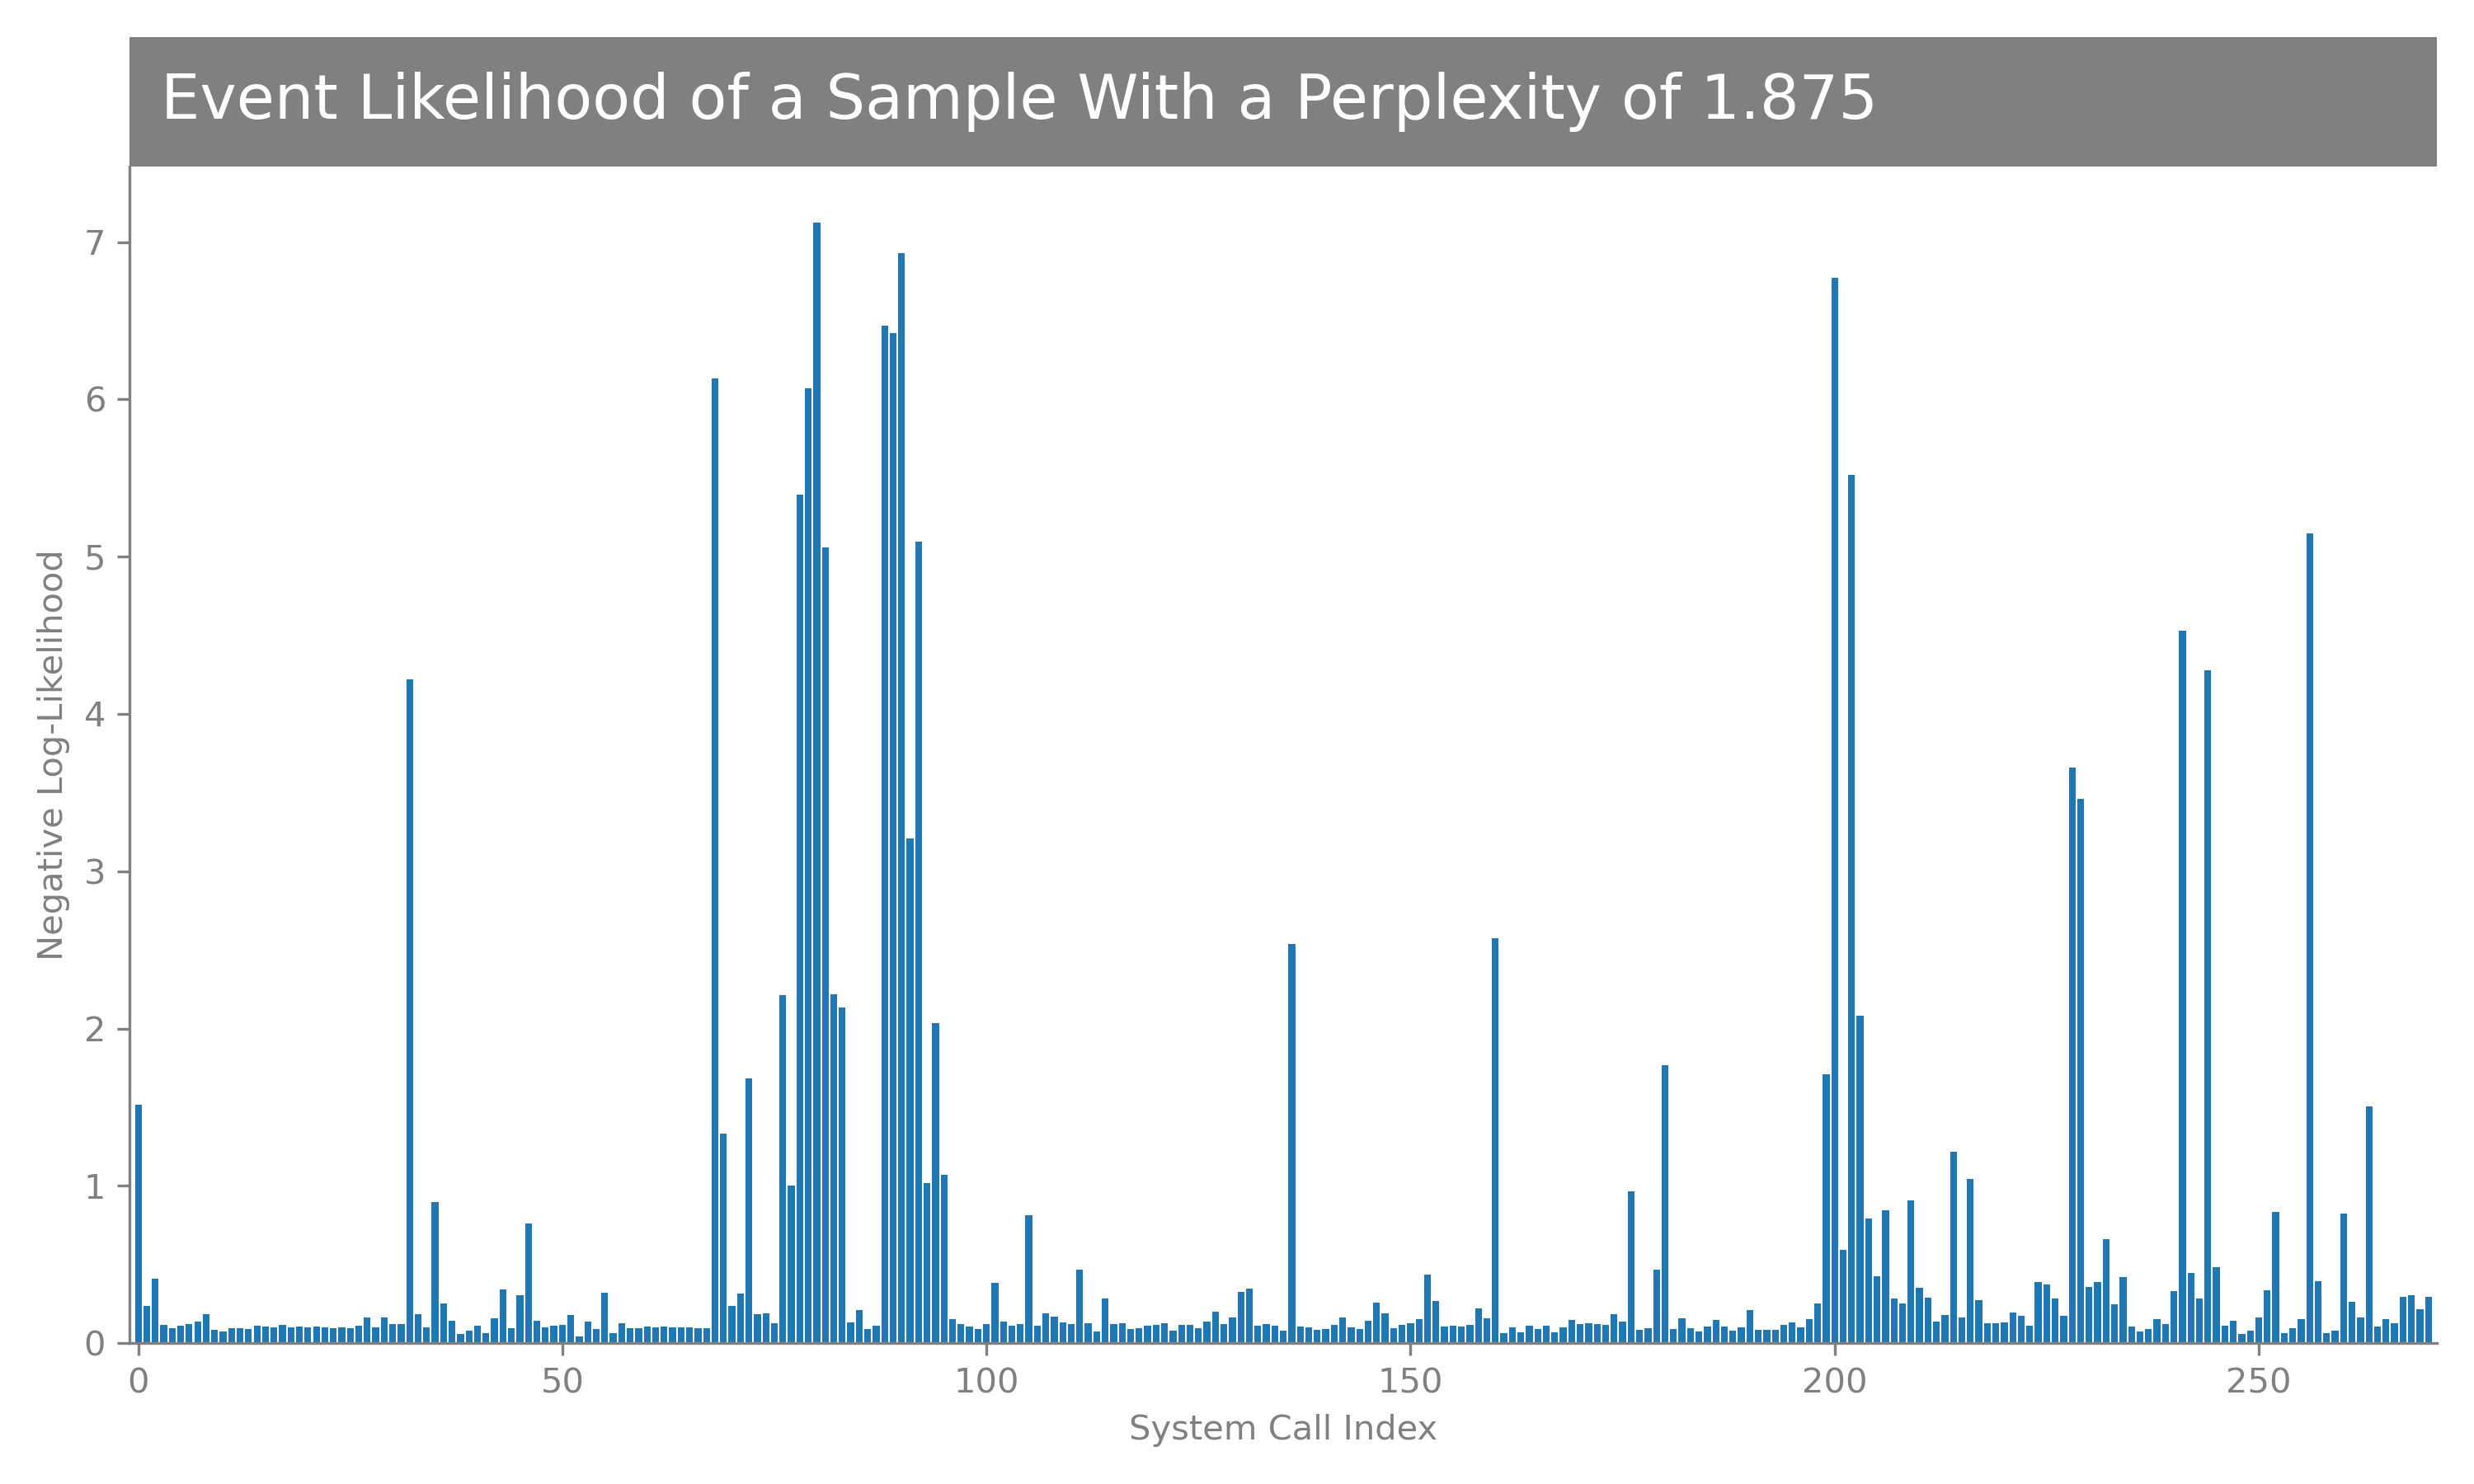 Event Likelihood of a Sample With a Perplexity of 1.875
Negative Log-Likelihood
7
6
5
4
3
2
1
0
0 50 100 150 200 250
System Call Index